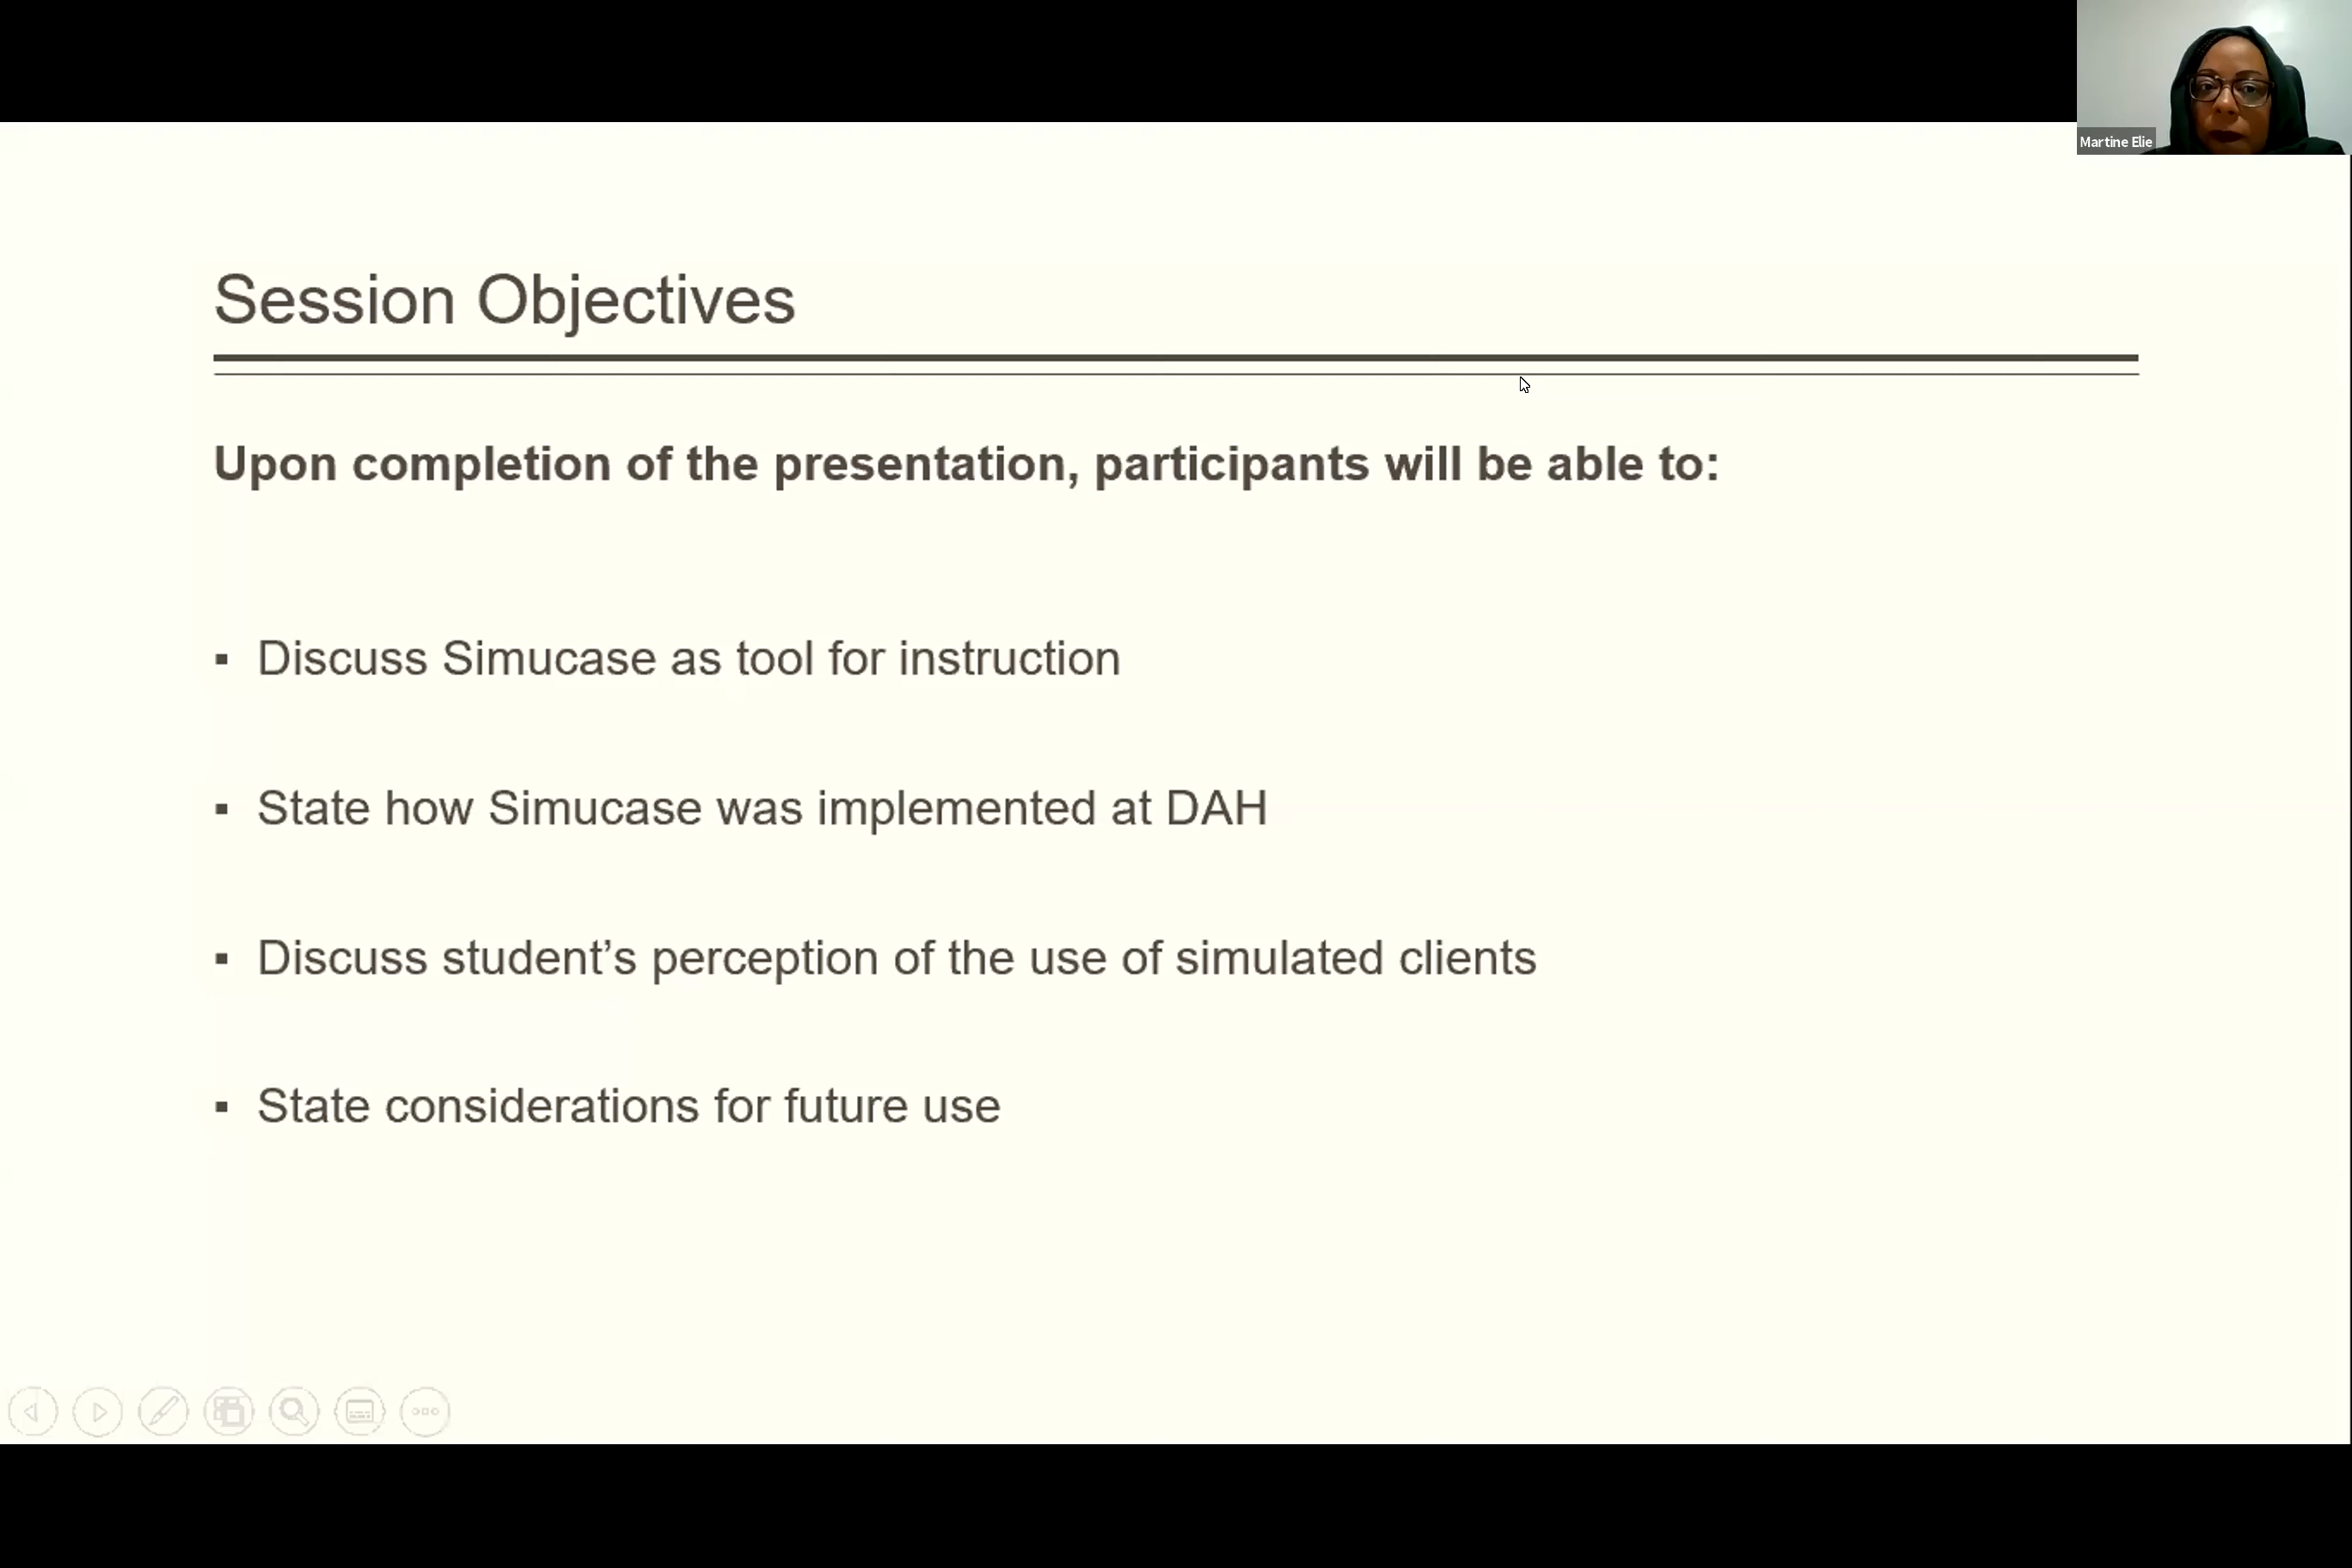 Martine Elie
Session Objectives
Upon completion of the presentation, participants will be able to:
▪ Discuss Simucase as tool for instruction
▪ State how Simucase was implemented at DAH
▪ Discuss student’s perception of the use of simulated clients
▪ State considerations for future use